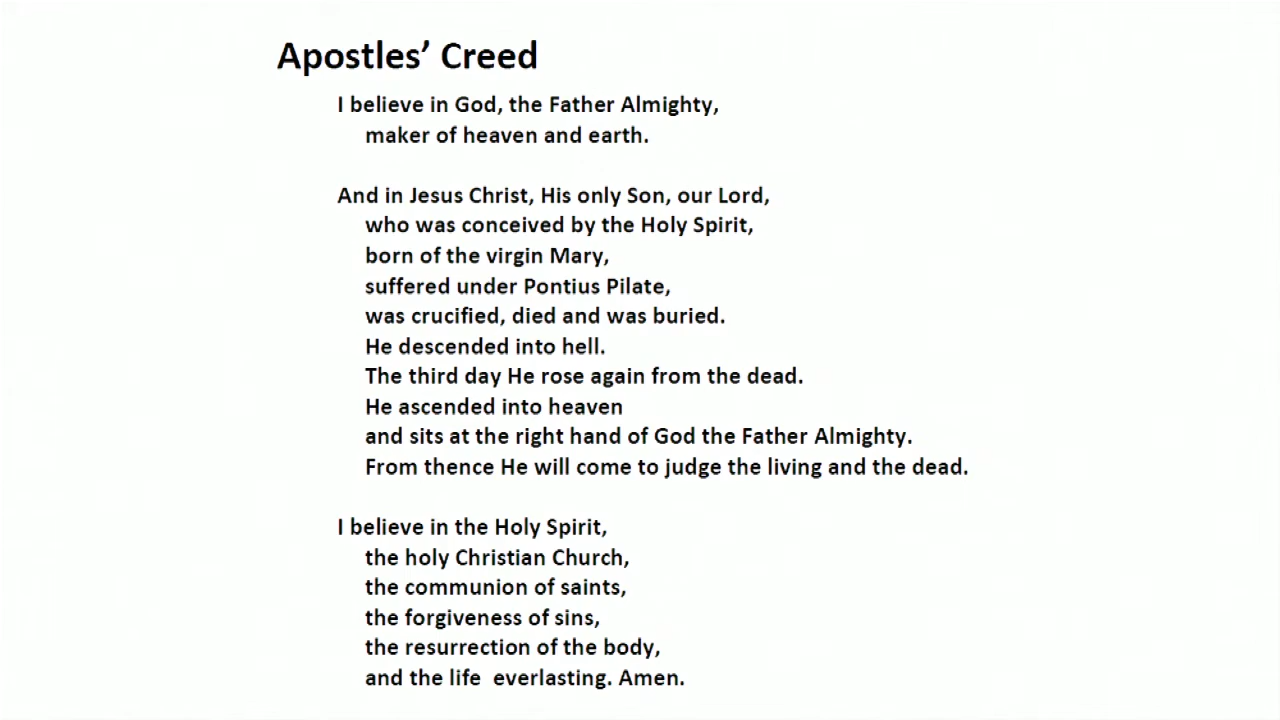 Apostles’ Creed
I believe in God, the Father Almighty,
maker of heaven and earth.
And in Jesus Christ, His only Son, our Lord,
who was conceived by the Holy Spirit,
born of the virgin Mary,
suffered under Pontius Pilate,
was crucified, died and was buried.
He descended into hell.
The third day He rose again from the dead.
He ascended into heaven
and sits at the right hand of God the Father Almighty.
From thence He will come to judge the living and the dead.
I believe in the Holy Spirit,
the holy Christian Church,
the communion of saints,
the forgiveness of sins,
the resurrection of the body,
and the life  everlasting. Amen.